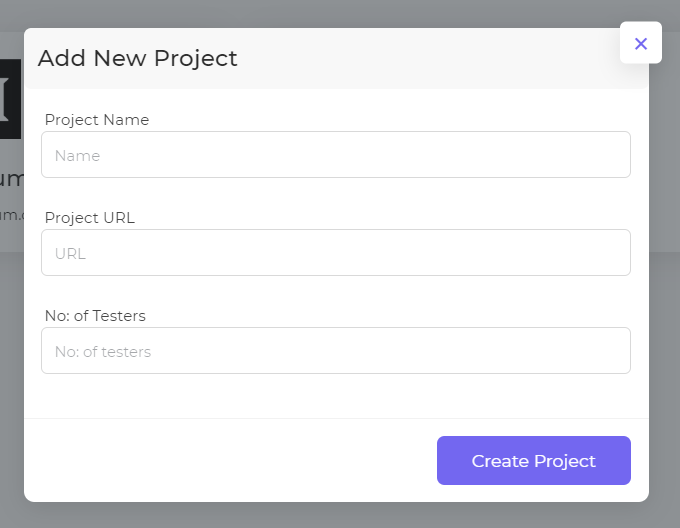 Add New Project
Project Name
Name
Project URL
URL
No: of Testers
No: of testers
Create Project